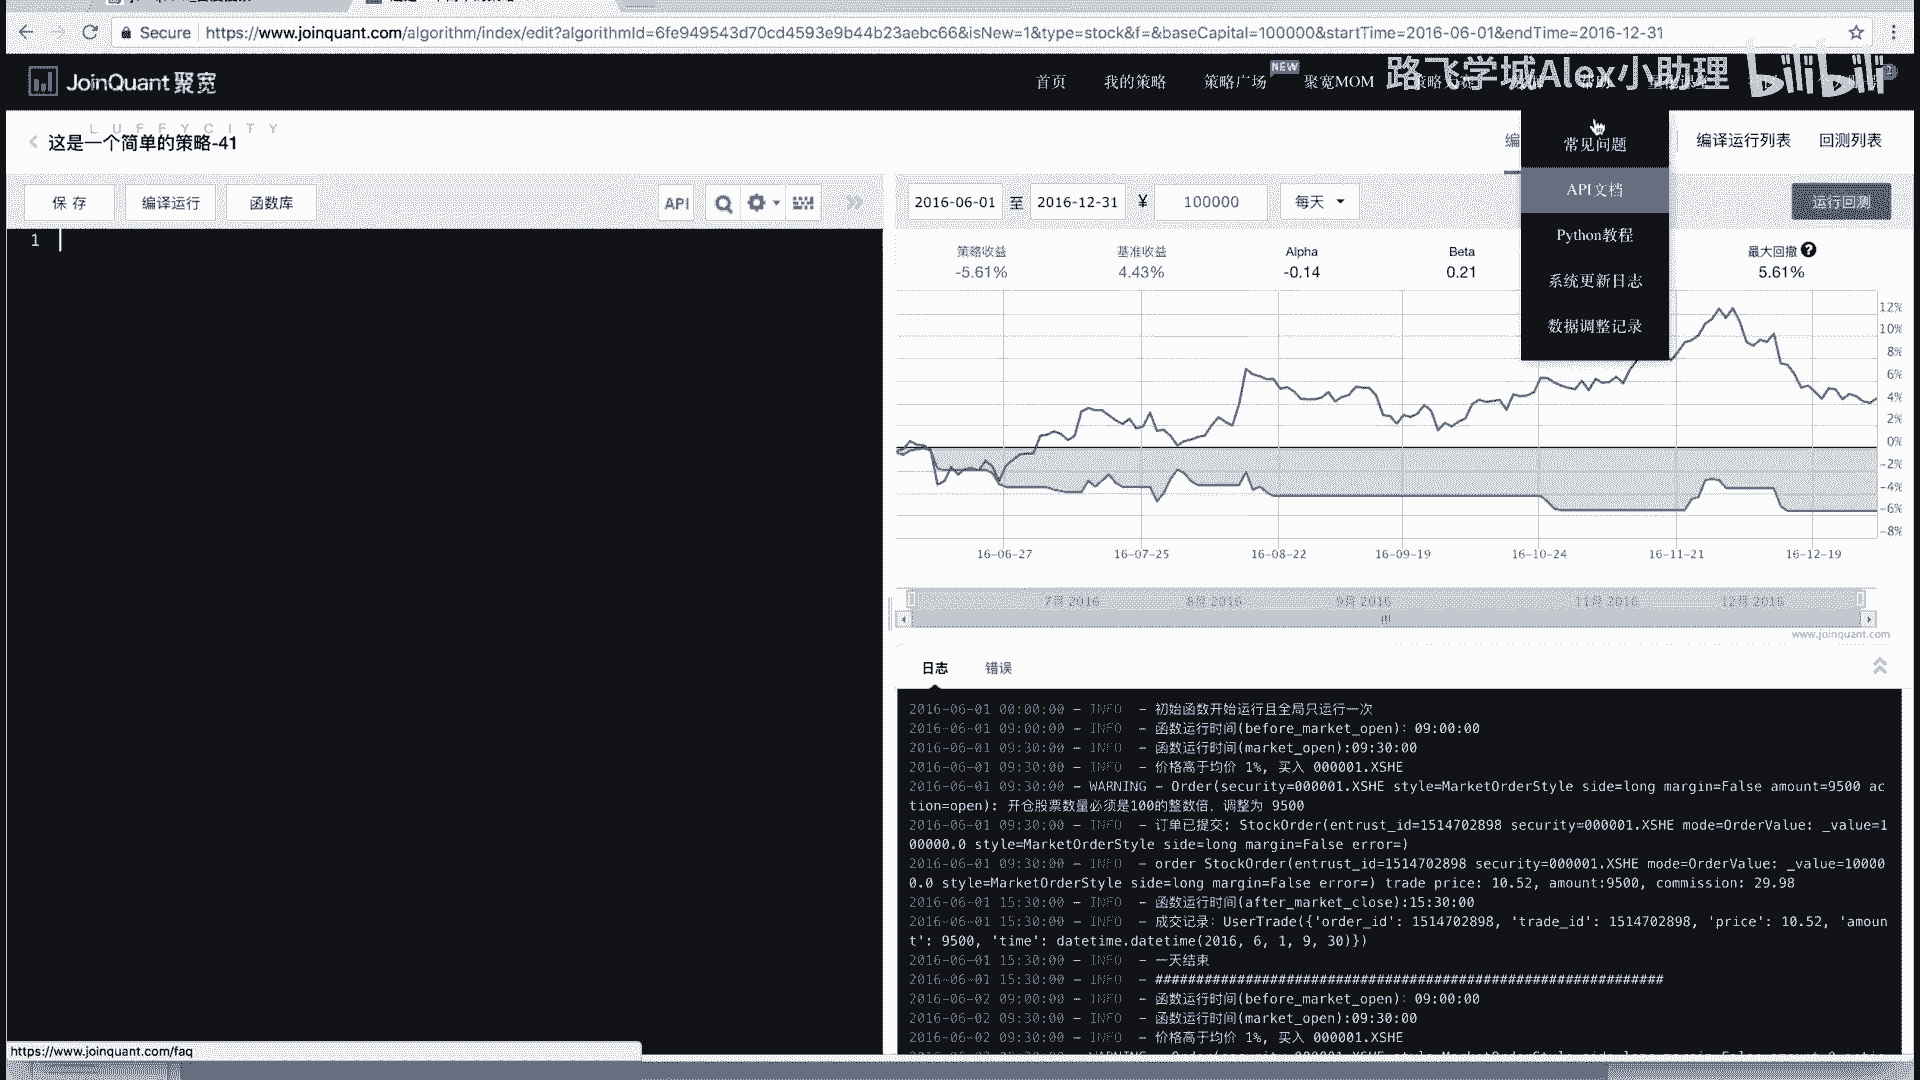 Secure https://www.joinquant.com/algorithm/index/edit?algorithmId=6fe949543d70cd4593e9b44b23aebc66&isNew=1&type=stock&f=&baseCapital=100000&startTime=2016-06-01&endTime=2016-12-31
JoinQuant 聚宽
首页
我的策略
策略广场
NEW
聚宽MOM
路飞学城Alex小助理
bilibili
LUFFYCITY
这是一个简单的策略-41
编
常见问题
编译运行列表
回测列表
API文档
Python教程
系统更新日志
数据调整记录
保存
编译运行
函数库
API
2016-06-01 至 2016-12-31 ¥ 100000 每天
运行回测
1
策略收益
-5.61%
基准收益
4.43%
Alpha
-0.14
Beta
0.21
最大回撤
5.61%
12%
10%
8%
6%
4%
2%
0%
-2%
-4%
-6%
-8%
16-06-27 16-07-25 16-08-22 16-09-19 16-10-24 16-11-21 16-12-19
7月 2016 8月 2016 9月 2016 11月 2016 12月 2016
www.joinquant.com
日志 错误
2016-06-01 00:00:00 - INFO - 初始函数开始运行且全局只运行一次
2016-06-01 09:00:00 - INFO - 函数运行时间(before_market_open): 09:00:00
2016-06-01 09:30:00 - INFO - 函数运行时间(market_open):09:30:00
2016-06-01 09:30:00 - INFO - 价格高于均价 1%, 买入 000001.XSHE
2016-06-01 09:30:00 - WARNING - Order(security=000001.XSHE style=MarketOrderStyle side=long margin=False amount=9500 ac
tion=open): 开仓股票数量必须是100的整数倍，调整为 9500
2016-06-01 09:30:00 - INFO - 订单已提交: StockOrder(entrust_id=1514702898 security=000001.XSHE mode=OrderValue: _value=1
00000.0 style=MarketOrderStyle side=long margin=False error=)
2016-06-01 09:30:00 - INFO - order StockOrder(entrust_id=1514702898 security=000001.XSHE mode=OrderValue: _value=10000
0.0 style=MarketOrderStyle side=long margin=False error=) trade price: 10.52, amount:9500, commission: 29.98
2016-06-01 15:30:00 - INFO - 函数运行时间(after_market_close):15:30:00
2016-06-01 15:30:00 - INFO - 成交记录: UserTrade({'order_id': 1514702898, 'trade_id': 1514702898, 'price': 10.52, 'amoun
t': 9500, 'time': datetime.datetime(2016, 6, 1, 9, 30)})
2016-06-01 15:30:00 - INFO - 一天结束
2016-06-01 15:30:00 - INFO - ##############################################################
2016-06-02 09:00:00 - INFO - 函数运行时间(before_market_open): 09:00:00
2016-06-02 09:30:00 - INFO - 函数运行时间(market_open):09:30:00
2016-06-02 09:30:00 - INFO - 价格高于均价 1%, 买入 000001.XSHE
https://www.joinquant.com/faq